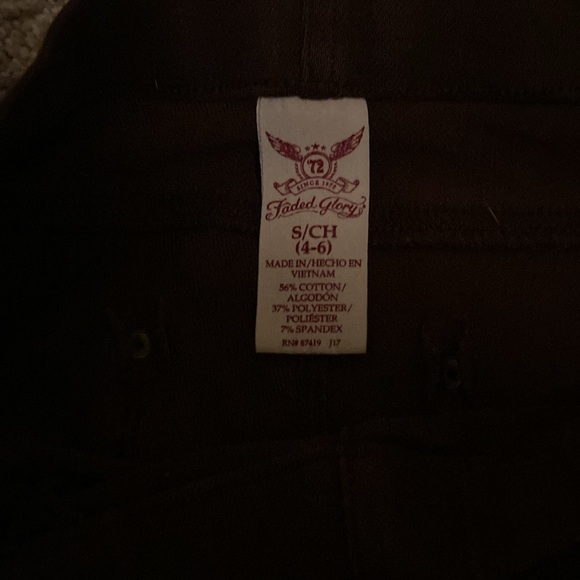 '72
SINCE 1972
Faded Glory
S/CH
(4-6)
MADE IN/HECHO EN
VIETNAM
56% COTTON/
ALGODÓN
37% POLYESTER/
POLIÉSTER
7% SPANDEX
RN# 87419 J17